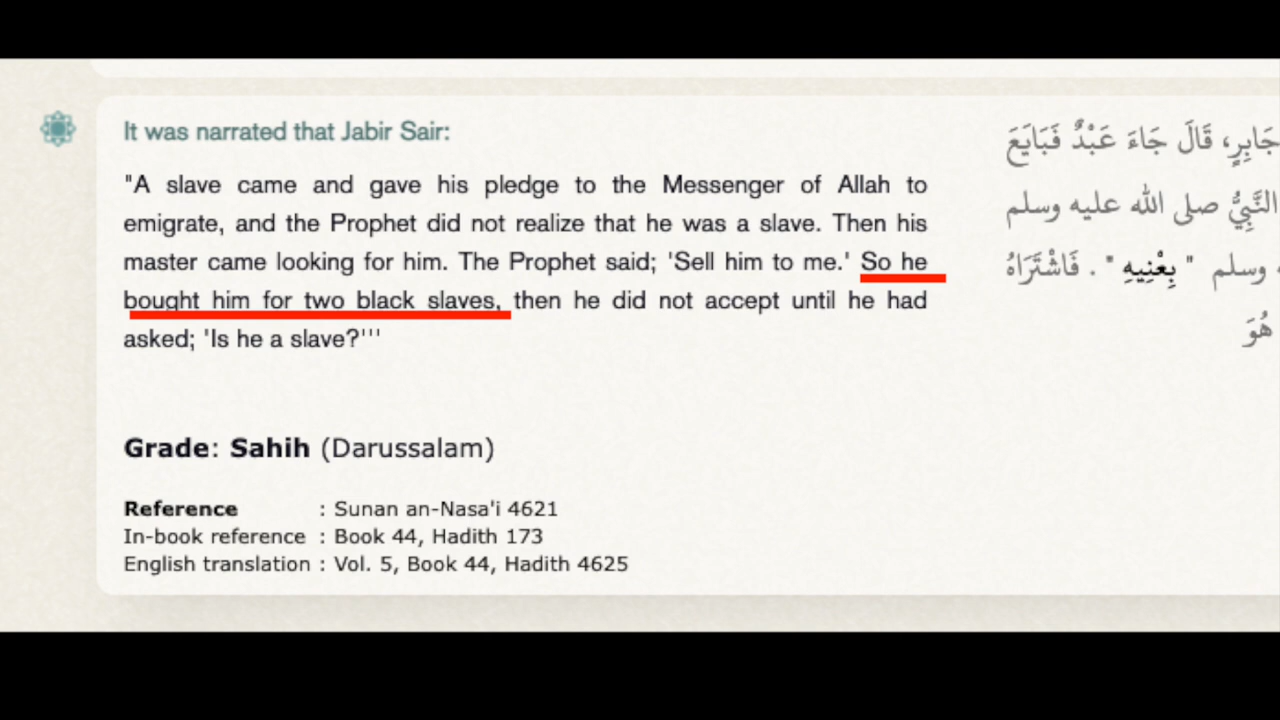 It was narrated that Jabir Sair:
"A slave came and gave his pledge to the Messenger of Allah to
emigrate, and the Prophet did not realize that he was a slave. Then his
master came looking for him. The Prophet said; 'Sell him to me.' So he
bought him for two black slaves, then he did not accept until he had
asked; 'Is he a slave?'''
جَابِرٍ، قَالَ جَاءَ عَبْدٌ فَبَايَعَ
النَّبِيُّ صلى الله عليه وسلم
وسلم " بِعْنِيهِ " . فَاشْتَرَاهُ
هُوَ
Grade: Sahih (Darussalam)
Reference : Sunan an-Nasa'i 4621
In-book reference : Book 44, Hadith 173
English translation : Vol. 5, Book 44, Hadith 4625